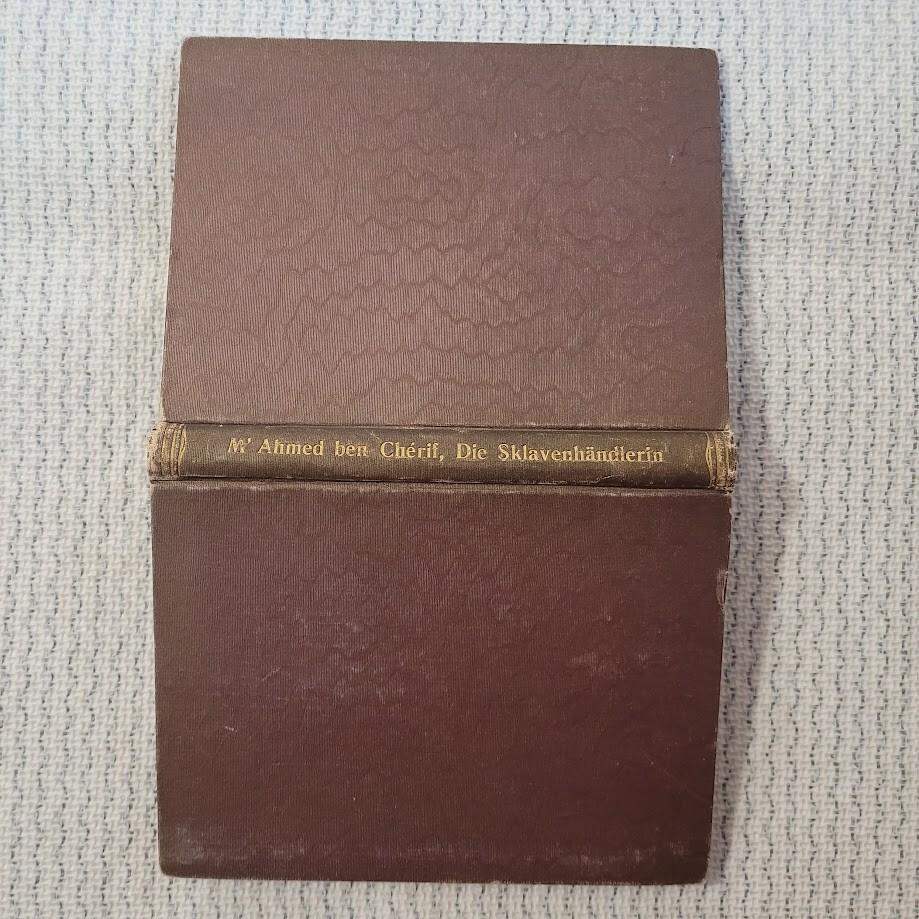 M' Ahmed ben Chérif, Die Sklavenhändlerin